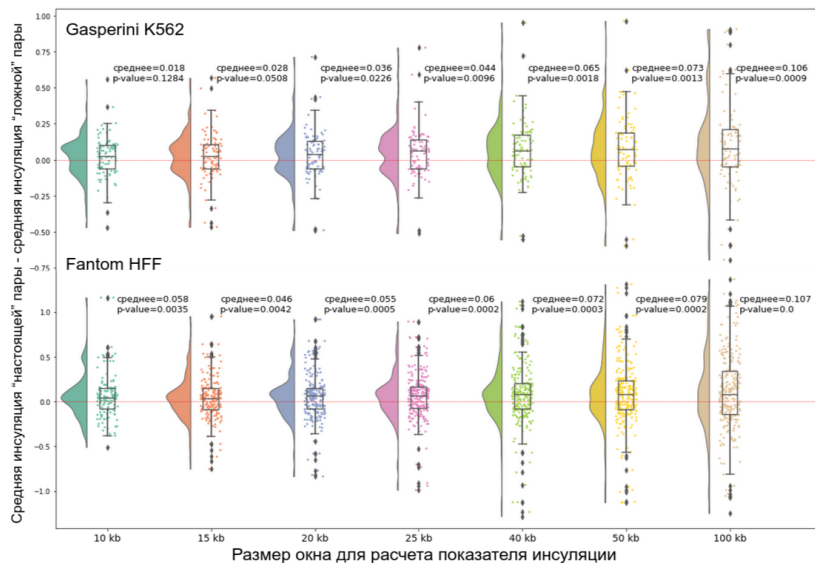 Gasperini K562
среднее=0.018
p-value=0.1284
среднее=0.028
p-value=0.0508
среднее=0.036
p-value=0.0226
среднее=0.044
p-value=0.0096
среднее=0.065
p-value=0.0018
среднее=0.073
p-value=0.0013
среднее=0.106
p-value=0.0009
1.00
0.75
0.50
0.25
0.00
-0.25
-0.50
-0.75
Fantom HFF
среднее=0.058
p-value=0.0035
среднее=0.046
p-value=0.0042
среднее=0.055
p-value=0.0005
среднее=0.06
p-value=0.0002
среднее=0.072
p-value=0.0003
среднее=0.079
p-value=0.0002
среднее=0.107
p-value=0.0
1.0
0.5
0.0
-0.5
-1.0
10 kb
15 kb
20 kb
25 kb
40 kb
50 kb
100 kb
Размер окна для расчета показателя инсуляции
Средняя инсуляция "настоящей" пары - средняя инсуляция "ложной" пары